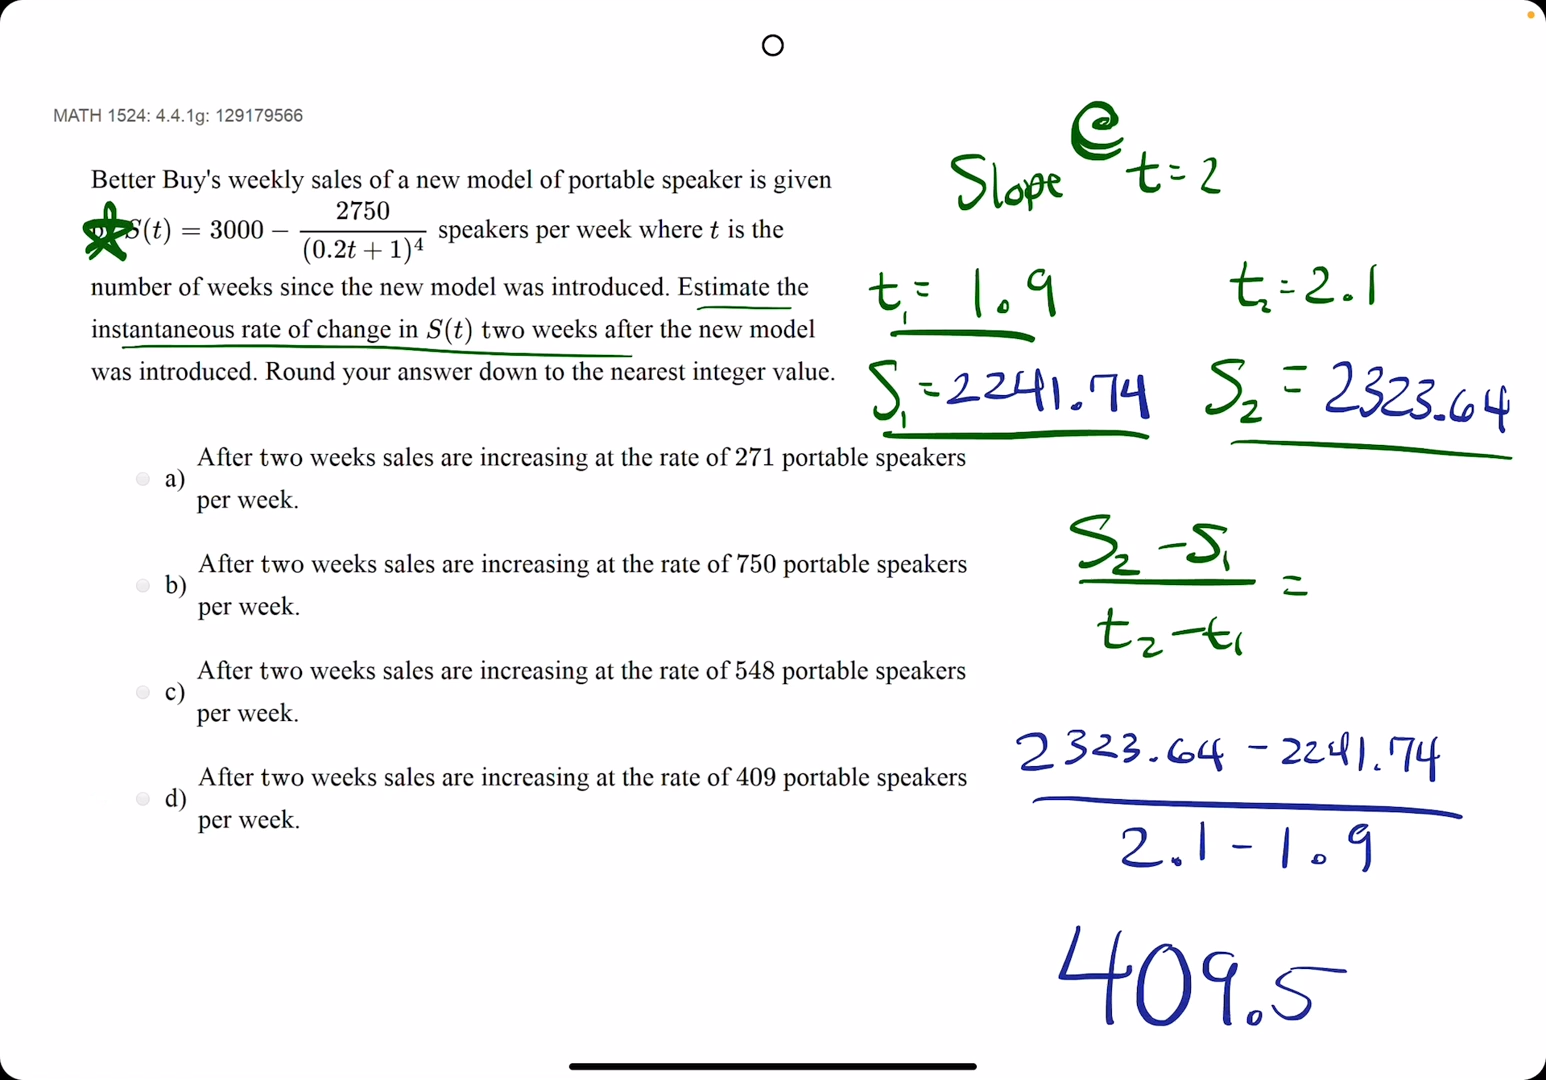 MATH 1524: 4.4.1g: 129179566
Better Buy's weekly sales of a new model of portable speaker is given
S(t) = 3000 − 2750/(0.2t + 1)^4 speakers per week where t is the
number of weeks since the new model was introduced. Estimate the
instantaneous rate of change in S(t) two weeks after the new model
was introduced. Round your answer down to the nearest integer value.
a) After two weeks sales are increasing at the rate of 271 portable speakers
per week.
b) After two weeks sales are increasing at the rate of 750 portable speakers
per week.
c) After two weeks sales are increasing at the rate of 548 portable speakers
per week.
d) After two weeks sales are increasing at the rate of 409 portable speakers
per week.
Slope @ t=2
t₁= 1.9
t₂=2.1
S₁=2241.74
S₂ = 2323.64
S₂ - S₁
=
t₂ - t₁
2323.64 - 2241.74
2.1 - 1.9
409.5